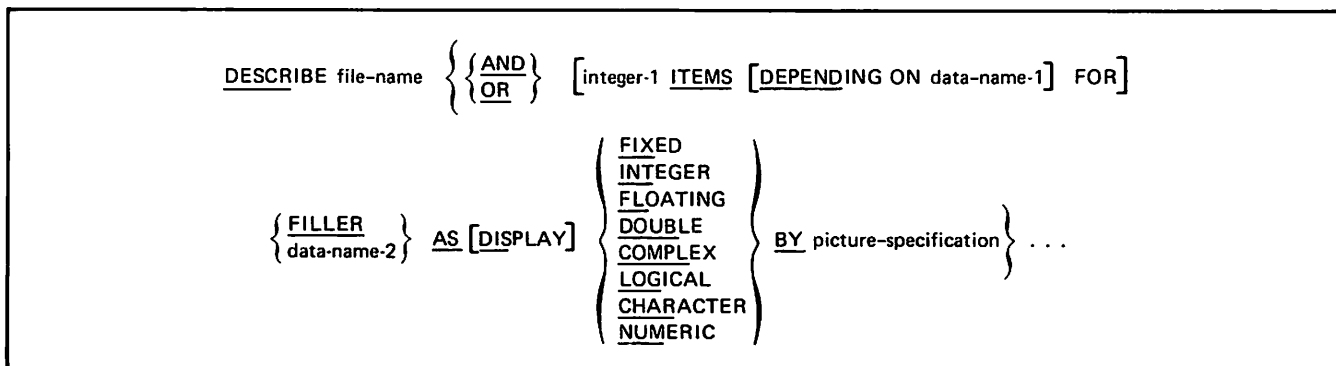 DESCRIBE file-name { { AND
OR } [integer-1 ITEMS [DEPENDING ON data-name-1] FOR]
{ FILLER
data-name-2 } AS [DISPLAY] { FIXED
INTEGER
FLOATING
DOUBLE
COMPLEX
LOGICAL
CHARACTER
NUMERIC } BY picture-specification } . . .